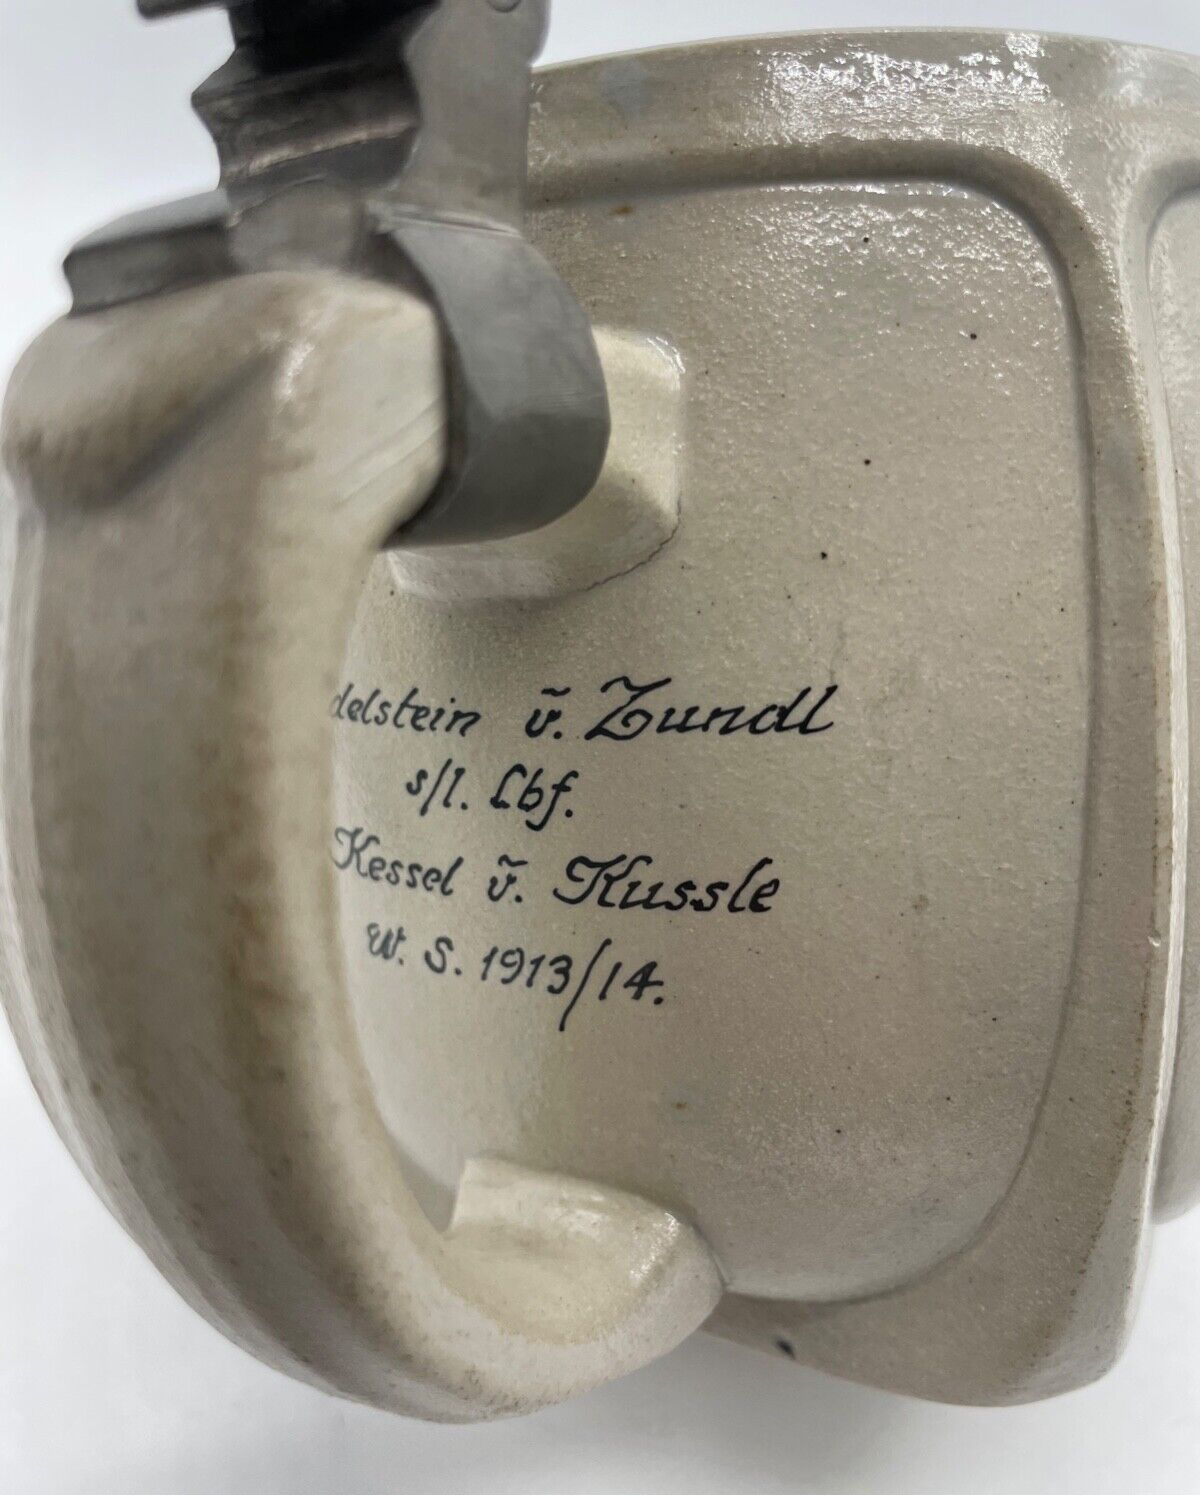 delstein ṽ. Zundl
s/l. Lbf.
Kessel ṽ. Kussle
W. S. 1913/14.